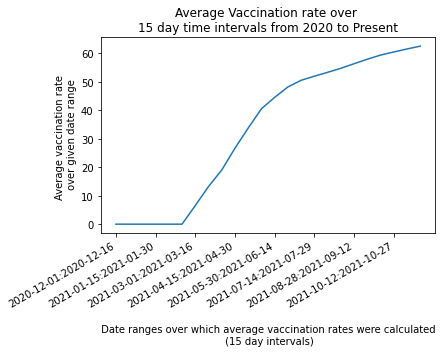 Average Vaccination rate over
15 day time intervals from 2020 to Present
Average vaccination rate
over given date range
60
50
40
30
20
10
0
2020-12-01:2020-12-16
2021-01-15:2021-01-30
2021-03-01:2021-03-16
2021-04-15:2021-04-30
2021-05-30:2021-06-14
2021-07-14:2021-07-29
2021-08-28:2021-09-12
2021-10-12:2021-10-27
Date ranges over which average vaccination rates were calculated
(15 day intervals)